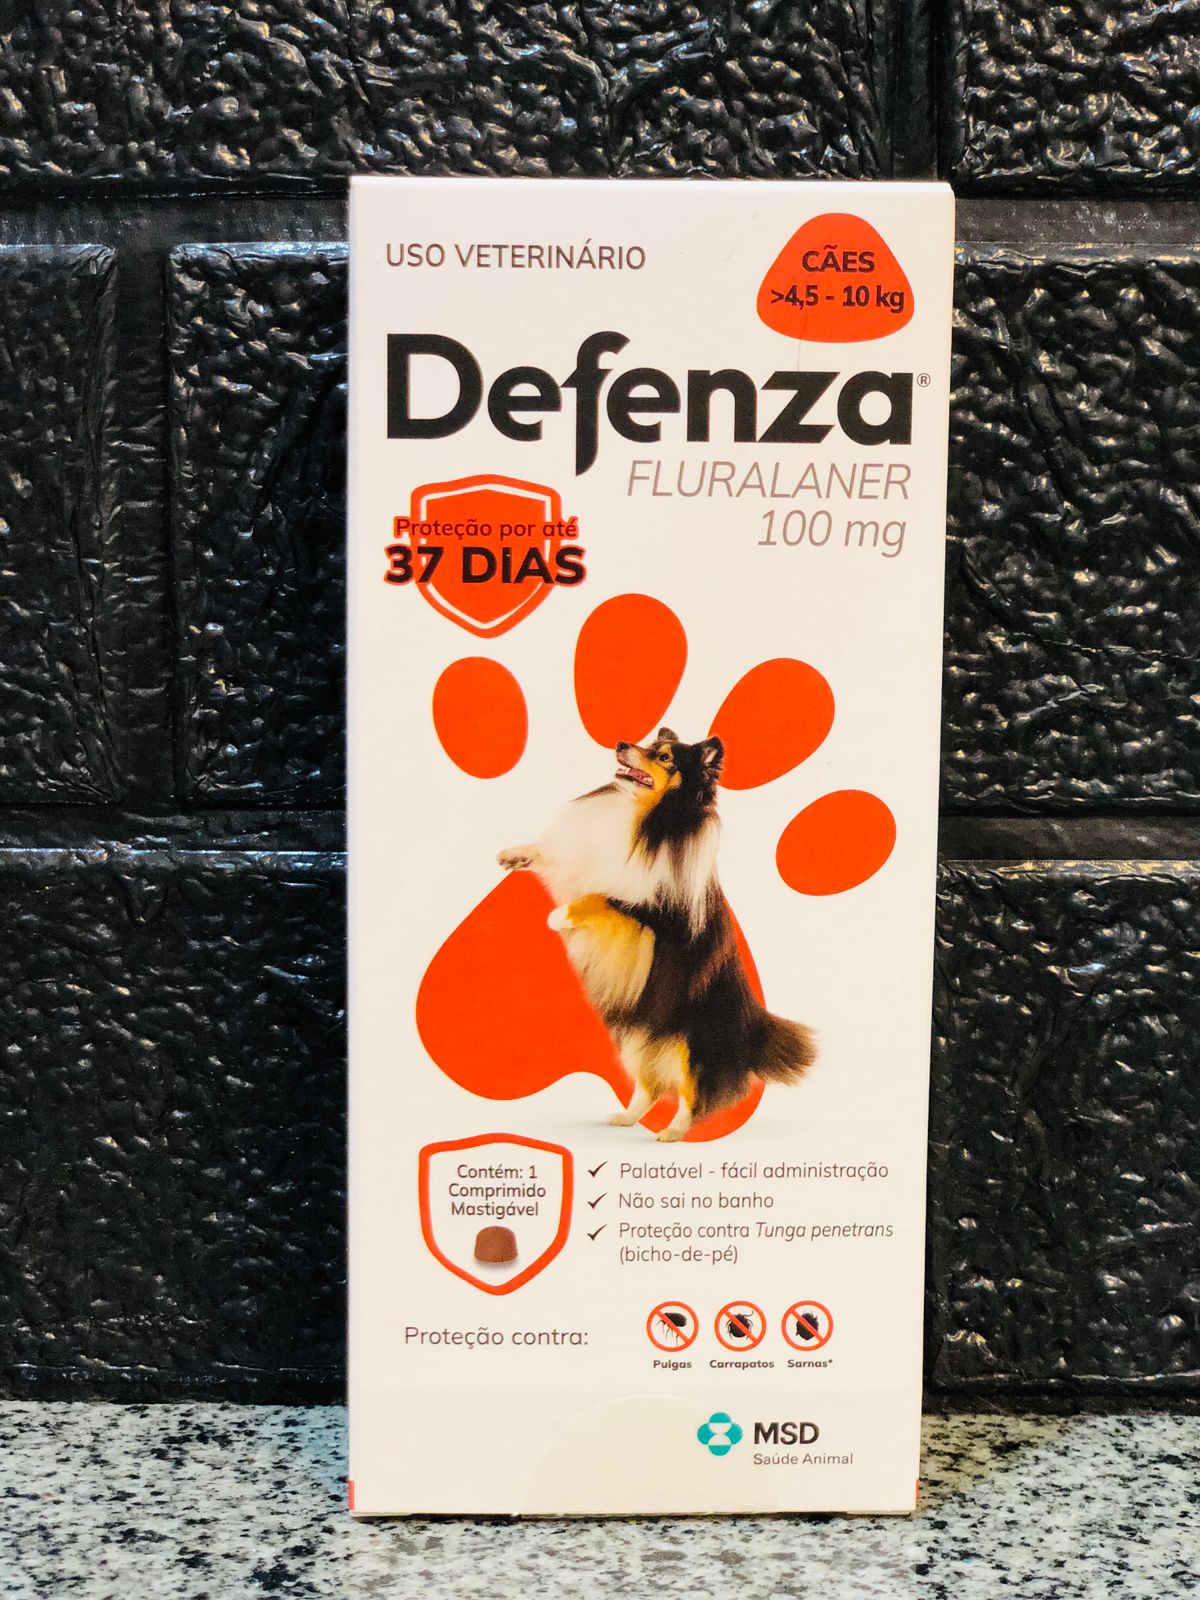 USO VETERINÁRIO
CÃES
>4,5 - 10 kg
Defenza®
FLURALANER
100 mg
Proteção por até
37 DIAS
Contém: 1
Comprimido
Mastigável
✓ Palatável - fácil administração
✓ Não sai no banho
✓ Proteção contra Tunga penetrans
(bicho-de-pé)
Proteção contra:
Pulgas Carrapatos Sarnas*
MSD
Saúde Animal